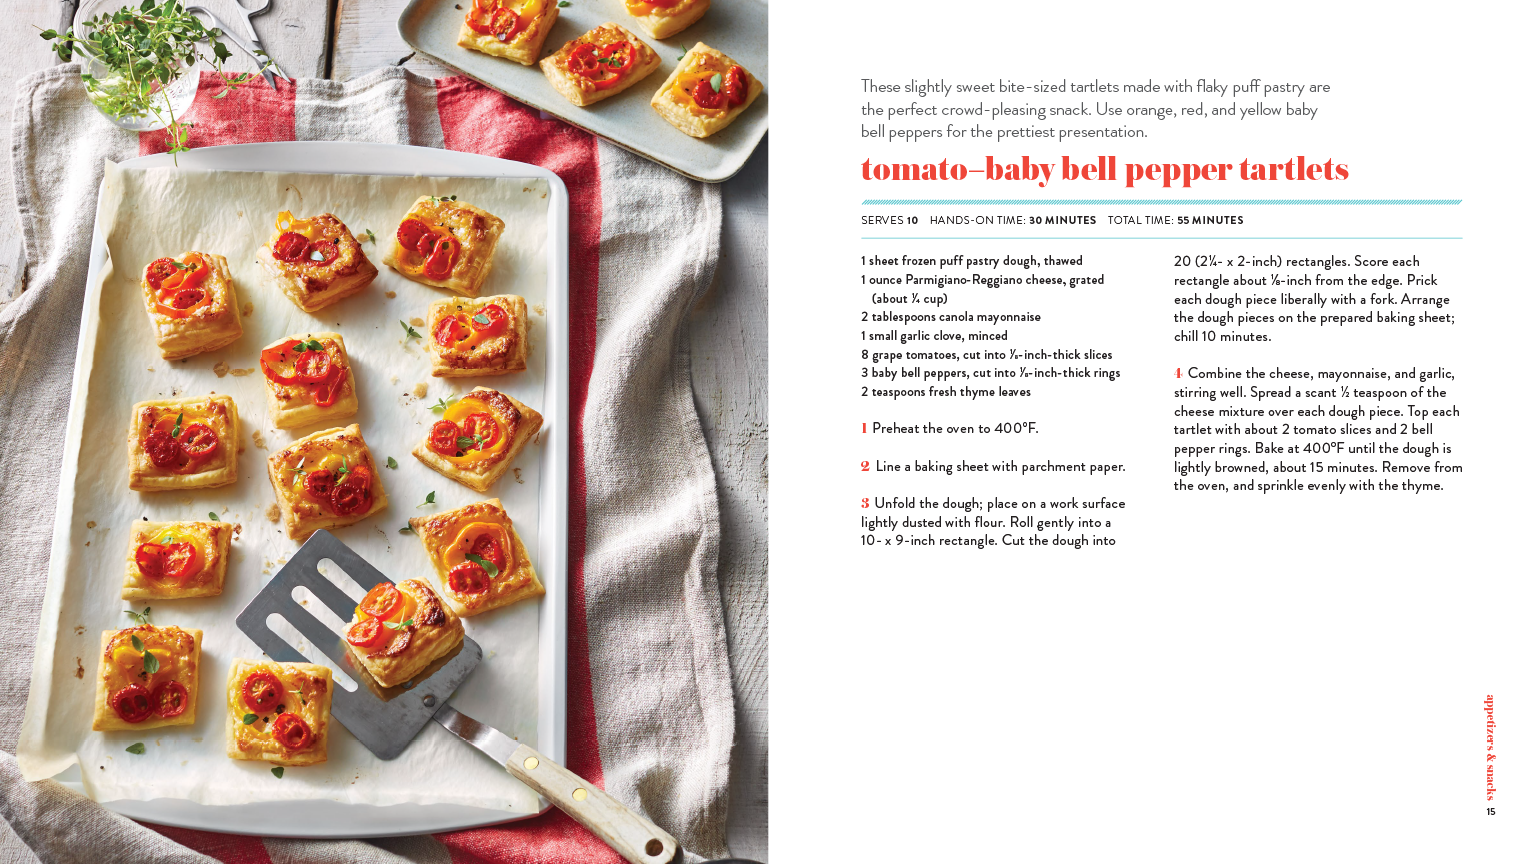 These slightly sweet bite-sized tartlets made with flaky puff pastry are
the perfect crowd-pleasing snack. Use orange, red, and yellow baby
bell peppers for the prettiest presentation.
tomato–baby bell pepper tartlets
SERVES 10 HANDS-ON TIME: 30 MINUTES TOTAL TIME: 55 MINUTES
1 sheet frozen puff pastry dough, thawed
1 ounce Parmigiano-Reggiano cheese, grated
(about ¼ cup)
2 tablespoons canola mayonnaise
1 small garlic clove, minced
8 grape tomatoes, cut into ⅛-inch-thick slices
3 baby bell peppers, cut into ⅛-inch-thick rings
2 teaspoons fresh thyme leaves
1 Preheat the oven to 400°F.
2 Line a baking sheet with parchment paper.
3 Unfold the dough; place on a work surface
lightly dusted with flour. Roll gently into a
10- x 9-inch rectangle. Cut the dough into
20 (2¼- x 2-inch) rectangles. Score each
rectangle about ⅛-inch from the edge. Prick
each dough piece liberally with a fork. Arrange
the dough pieces on the prepared baking sheet;
chill 10 minutes.
4 Combine the cheese, mayonnaise, and garlic,
stirring well. Spread a scant ½ teaspoon of the
cheese mixture over each dough piece. Top each
tartlet with about 2 tomato slices and 2 bell
pepper rings. Bake at 400°F until the dough is
lightly browned, about 15 minutes. Remove from
the oven, and sprinkle evenly with the thyme.
appetizers & snacks
15